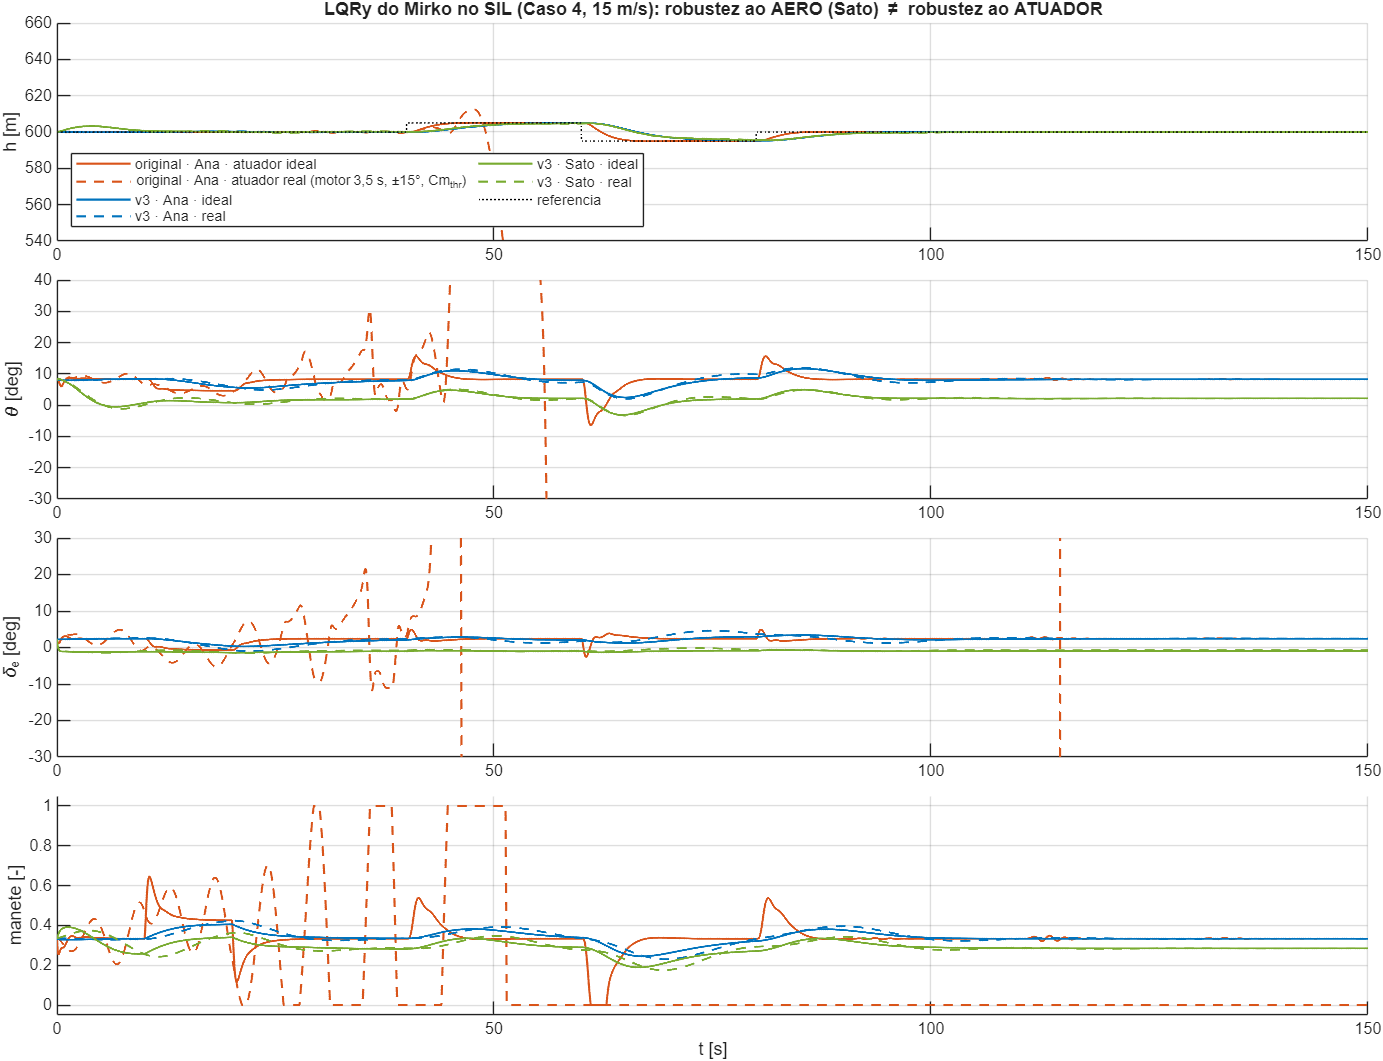 LQRy do Mirko no SIL (Caso 4, 15 m/s): robustez ao AERO (Sato) ≠ robustez ao ATUADOR
660
640
620
600
580
560
540
h [m]
original · Ana · atuador ideal
original · Ana · atuador real (motor 3,5 s, ±15°, Cm_thr)
v3 · Ana · ideal
v3 · Ana · real
v3 · Sato · ideal
v3 · Sato · real
referencia
0 50 100 150
40
30
20
10
0
-10
-20
-30
θ [deg]
0 50 100 150
30
20
10
0
-10
-20
-30
δe [deg]
0 50 100 150
1
0.8
0.6
0.4
0.2
0
manete [-]
0 50 100 150
t [s]